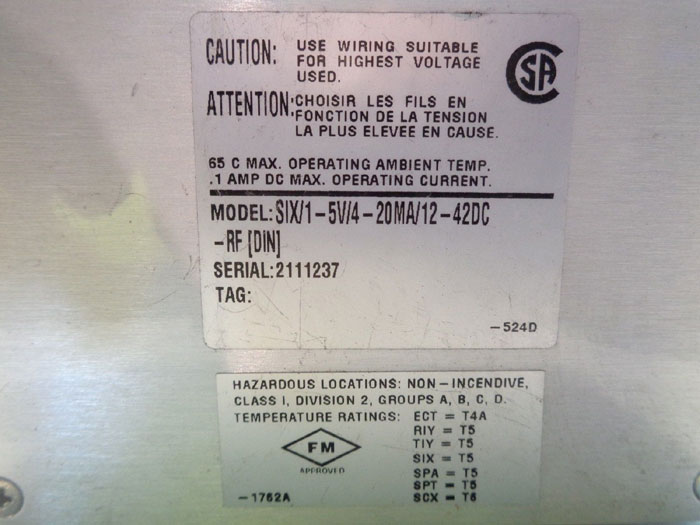 CAUTION: USE WIRING SUITABLE
FOR HIGHEST VOLTAGE
USED.
ATTENTION: CHOISIR LES FILS EN
FONCTION DE LA TENSION
LA PLUS ELEVEE EN CAUSE.
SA
65 C MAX. OPERATING AMBIENT TEMP.
.1 AMP DC MAX. OPERATING CURRENT.
MODEL: SIX/1-5V/4-20MA/12-42DC
-RF [DIN]
SERIAL: 2111237
TAG:
-524D
HAZARDOUS LOCATIONS: NON-INCENDIVE,
CLASS I, DIVISION 2, GROUPS A, B, C, D.
TEMPERATURE RATINGS: ECT = T4A
RIY = T5
TIY = T5
SIX = T5
SPA = T5
SPT = T5
SCX = T6
FM
APPROVED
-1762A